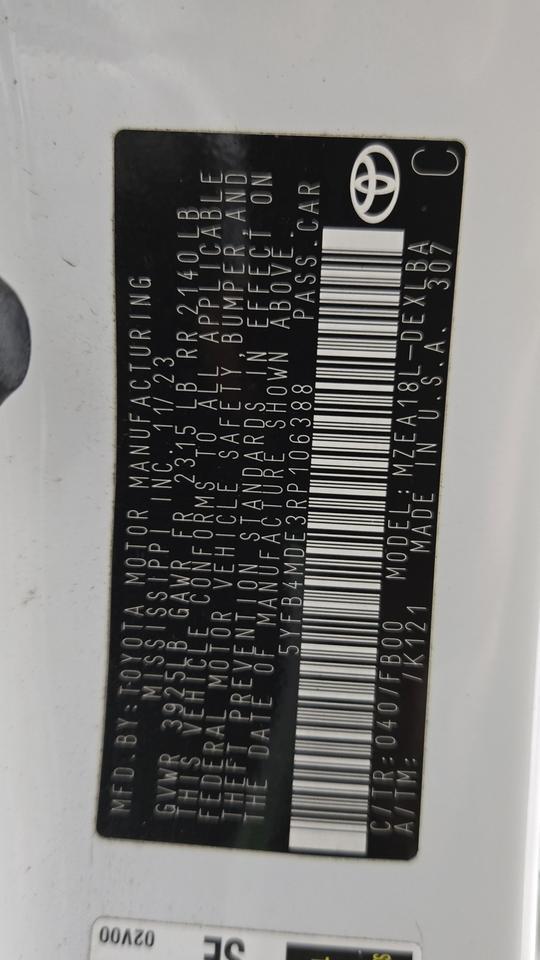 MFD.BY:TOYOTA MOTOR MANUFACTURING
MISSISSIPPI INC. 11/23
GVWR 3925LB GAWR FR 2315 LB RR 2140 LB
THIS VEHICLE CONFORMS TO ALL APPLICABLE
FEDERAL MOTOR VEHICLE SAFETY,BUMPER,AND
THEFT PREVENTION STANDARDS IN EFFECT ON
THE DATE OF MANUFACTURE SHOWN ABOVE.
5YFB4MDE3RP106388 PASS.CAR
C/TR:040/FB00 MODEL:MZEA18L-DEXLBA
A/TM: /K121 MADE IN U.S.A. 307
C
02V00
SE